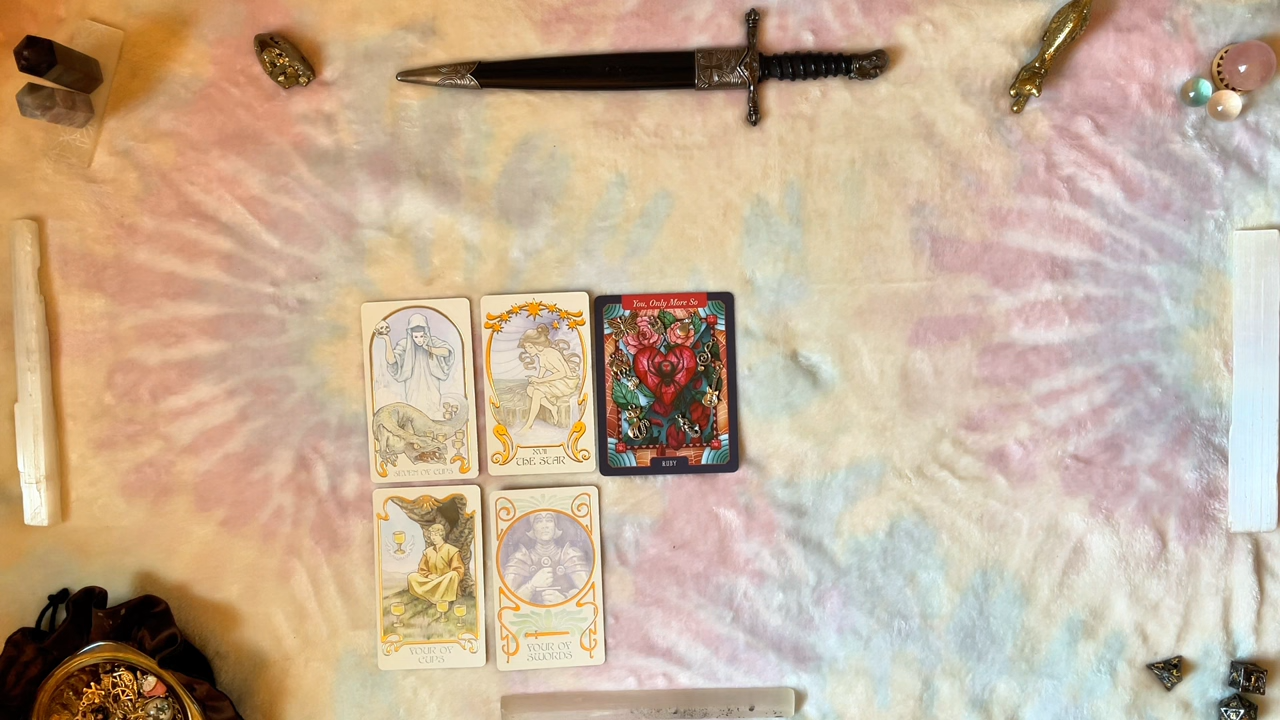 SEVEN OF CUPS
XVII
THE STAR
You, Only More So
RUBY
FOUR OF
CUPS
FOUR OF
SWORDS